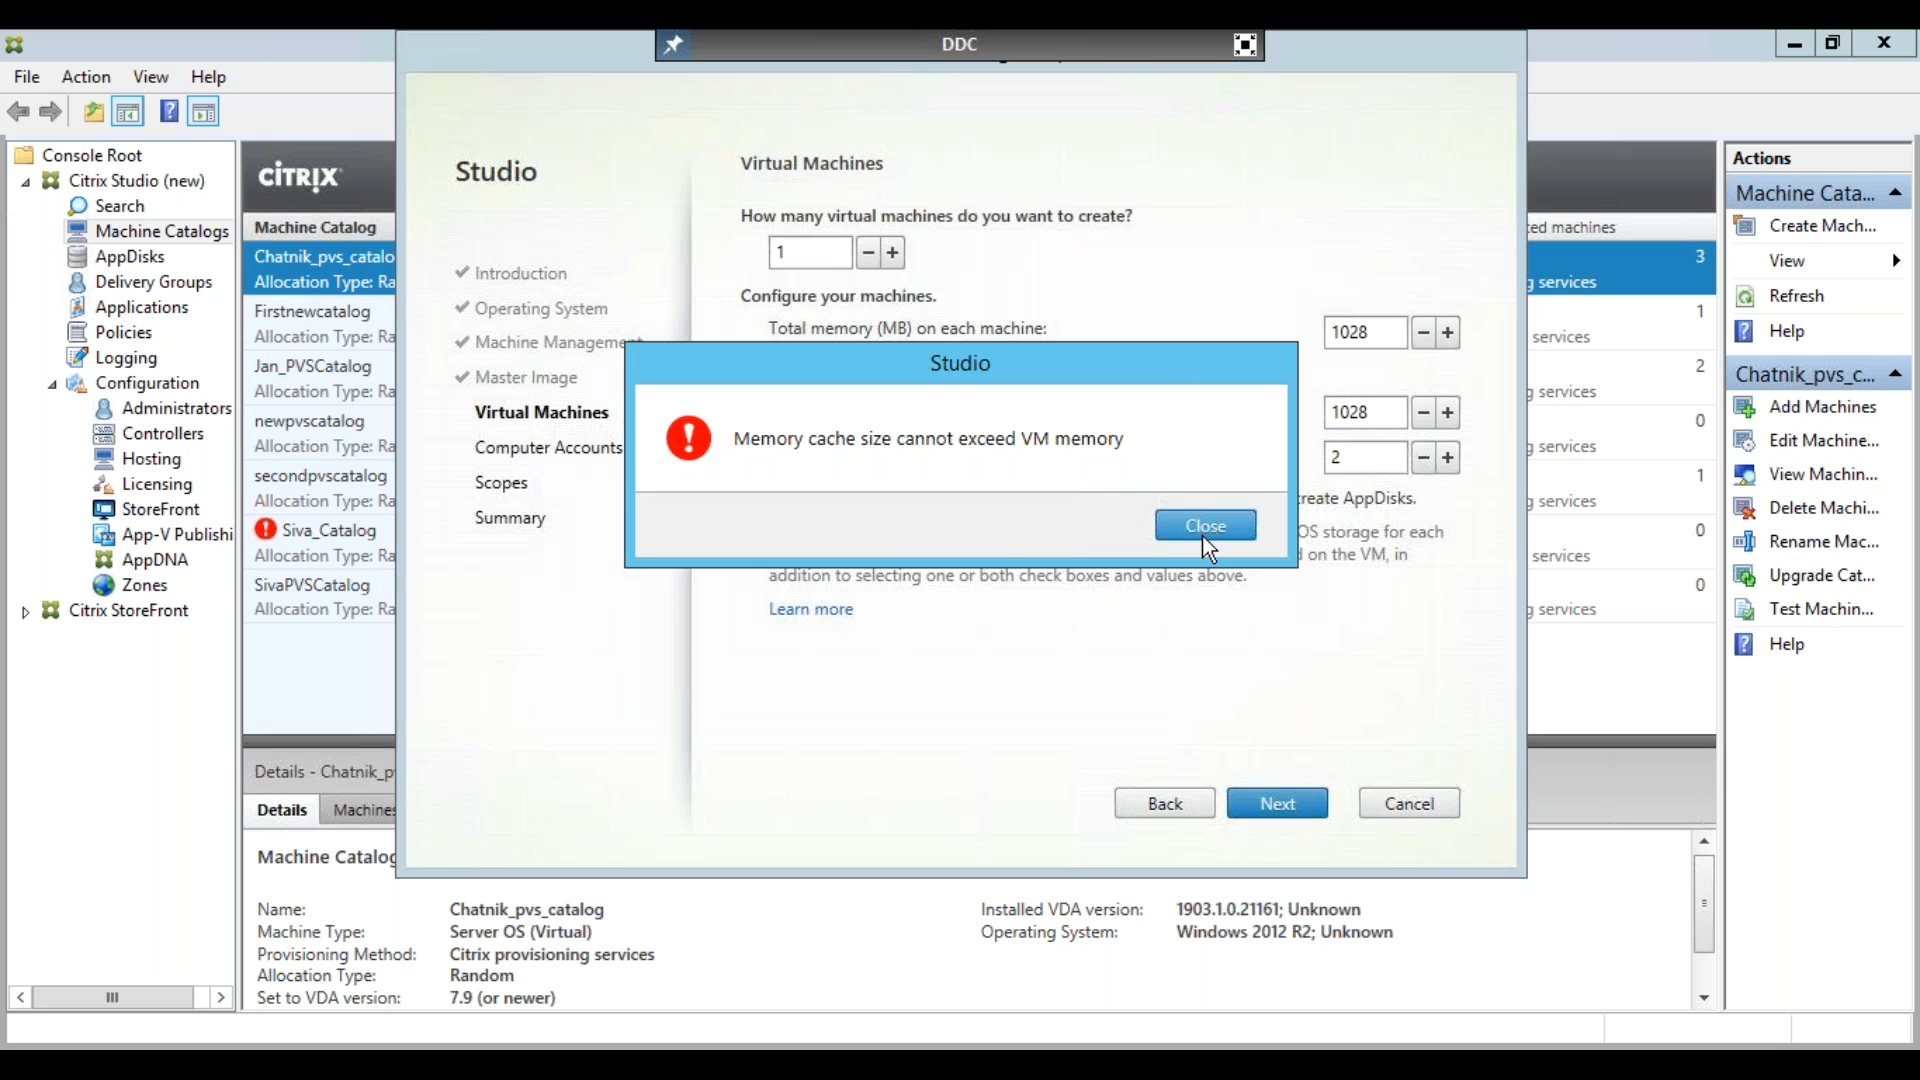 DDC
File Action View Help
Console Root
Citrix Studio (new)
Search
Machine Catalogs
AppDisks
Delivery Groups
Applications
Policies
Logging
Configuration
Administrators
Controllers
Hosting
Licensing
StoreFront
App-V Publishi
AppDNA
Zones
Citrix StoreFront
CITRIX
Machine Catalog
Chatnik_pvs_catalo
Allocation Type: Ra
Firstnewcatalog
Allocation Type: Ra
Jan_PVSCatalog
Allocation Type: Ra
newpvscatalog
Allocation Type: Ra
secondpvscatalog
Allocation Type: Ra
Siva_Catalog
Allocation Type: Ra
SivaPVSCatalog
Allocation Type: Ra
Studio
Introduction
Operating System
Machine Management
Master Image
Virtual Machines
Computer Accounts
Scopes
Summary
Virtual Machines
How many virtual machines do you want to create?
1 - +
Configure your machines.
Total memory (MB) on each machine:
1028 - +
1028 - +
2 - +
create AppDisks.
OS storage for each
on the VM, in
addition to selecting one or both check boxes and values above.
Learn more
Studio
Memory cache size cannot exceed VM memory
Close
Back Next Cancel
ted machines
3
g services
1
services
2
g services
0
g services
1
g services
0
services
0
g services
Actions
Machine Cata...
Create Mach...
View
Refresh
Help
Chatnik_pvs_c...
Add Machines
Edit Machine...
View Machin...
Delete Machi...
Rename Mac...
Upgrade Cat...
Test Machin...
Help
Details - Chatnik_p
Details Machines
Machine Catalog
Name: Chatnik_pvs_catalog
Machine Type: Server OS (Virtual)
Provisioning Method: Citrix provisioning services
Allocation Type: Random
Set to VDA version: 7.9 (or newer)
Installed VDA version: 1903.1.0.21161; Unknown
Operating System: Windows 2012 R2; Unknown